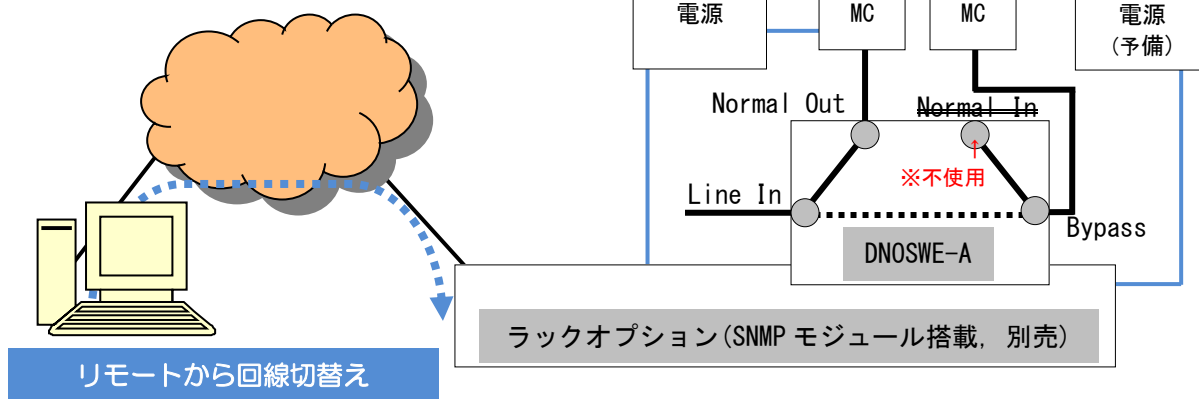 電源
MC
MC
電源
(予備)
Normal Out
Normal In
※不使用
Line In
Bypass
DNOSWE-A
ラックオプション(SNMP モジュール搭載, 別売)
リモートから回線切替え